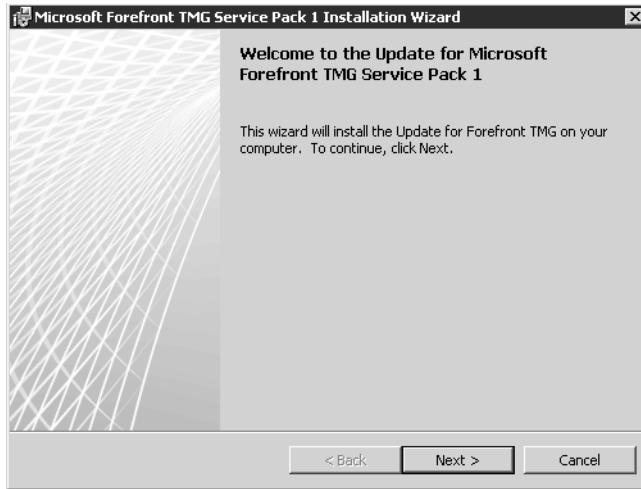 Microsoft Forefront TMG Service Pack 1 Installation Wizard
Welcome to the Update for Microsoft
Forefront TMG Service Pack 1
This wizard will install the Update for Forefront TMG on your
computer. To continue, click Next.
< Back Next > Cancel